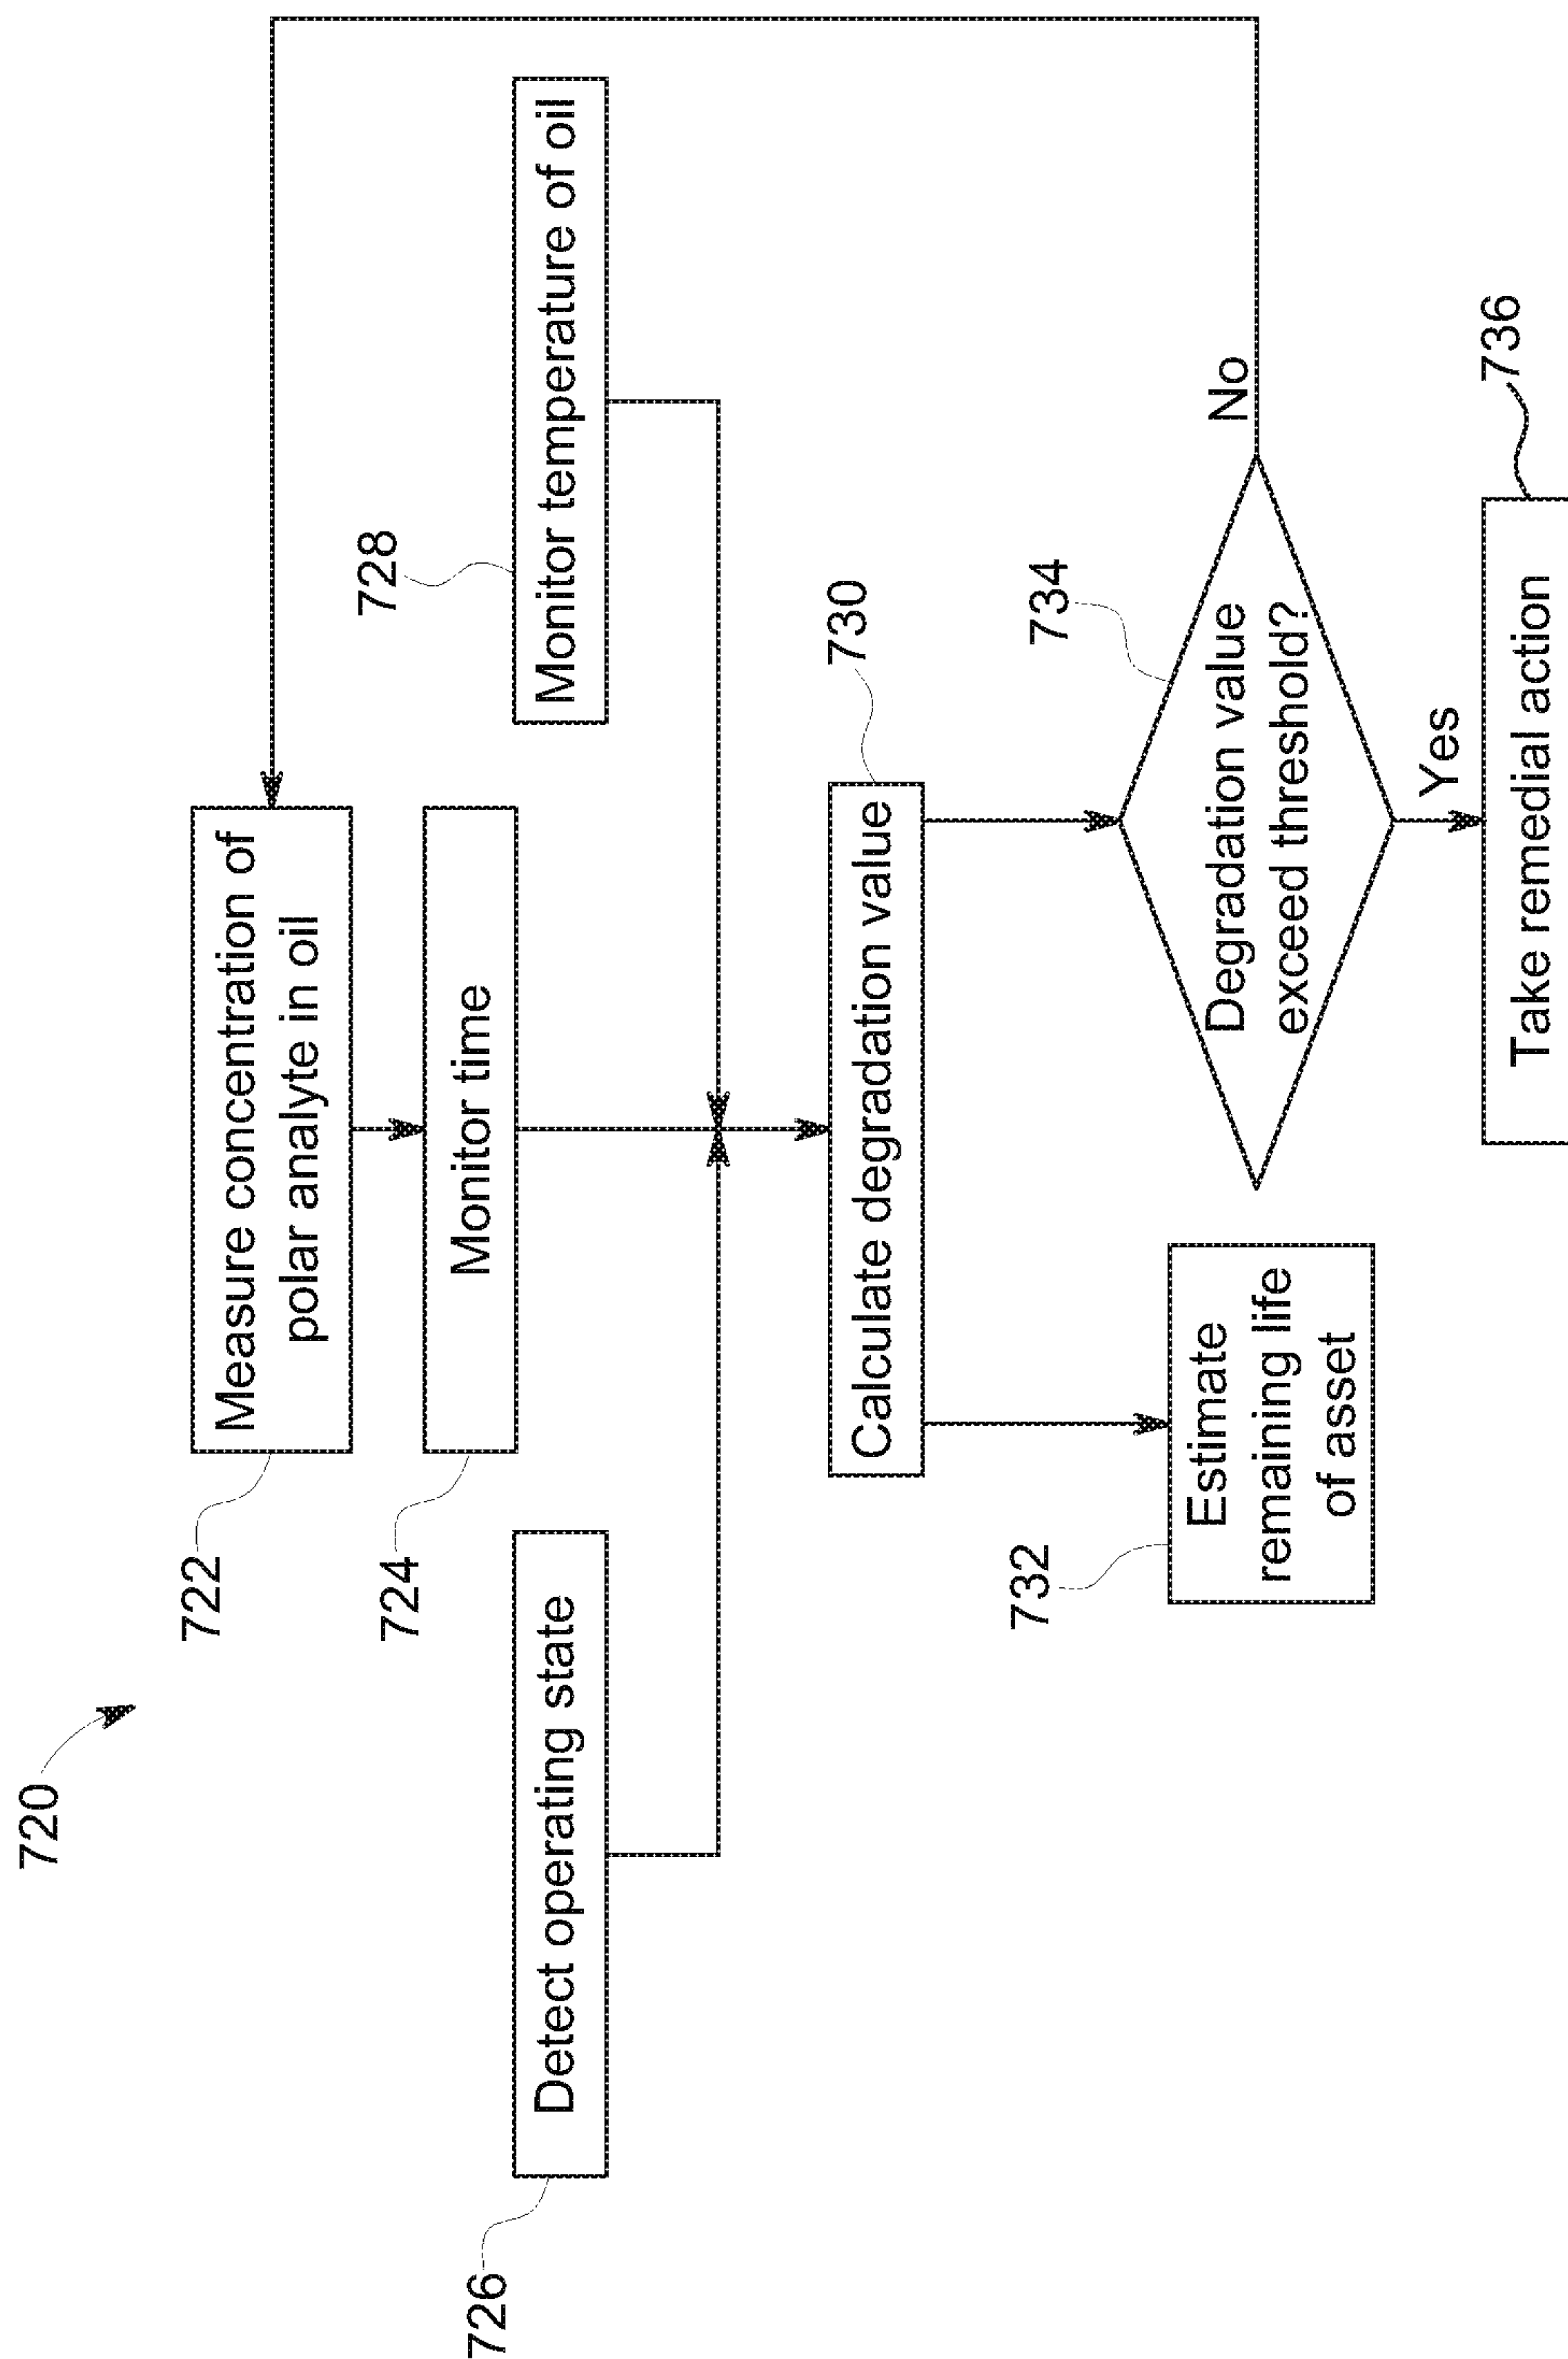 720
722
Measure concentration of
polar analyte in oil
724
Monitor time
726
Detect operating state
728
Monitor temperature of oil
730
Calculate degradation value
732
Estimate
remaining life
of asset
734
Degradation value
exceed threshold?
No
Yes
736
Take remedial action